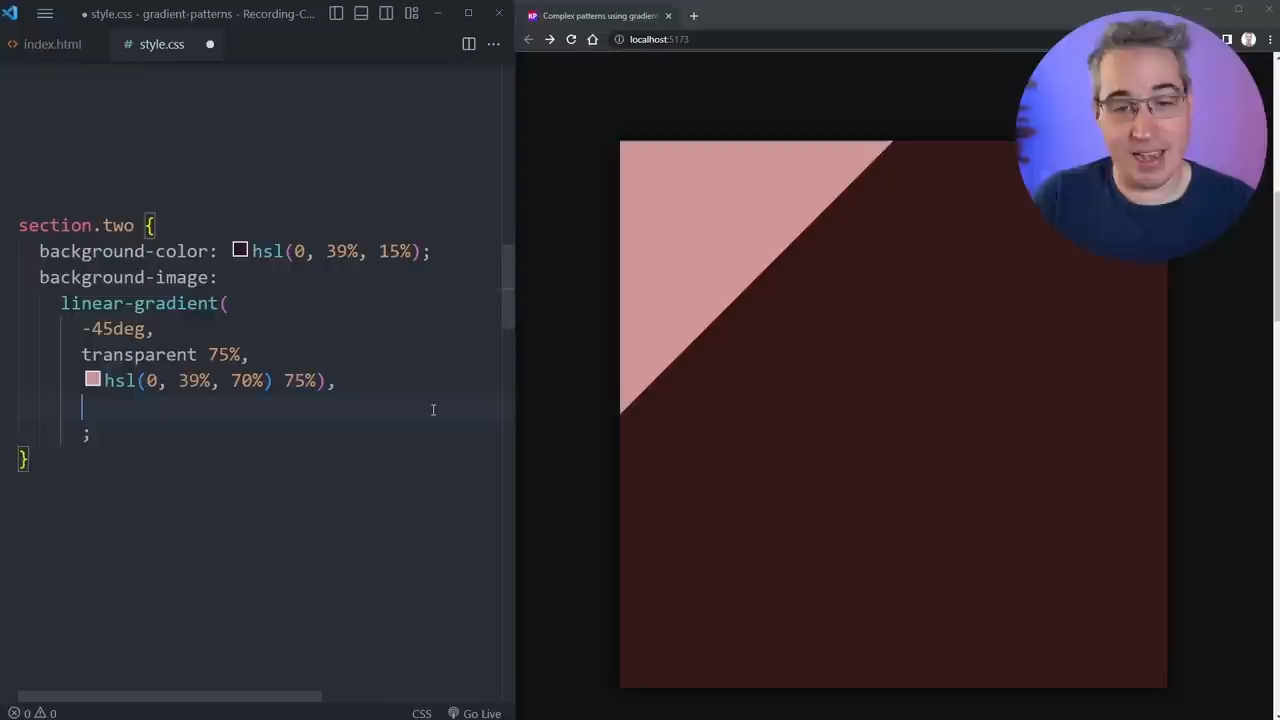 style.css - gradient-patterns - Recording-C...
index.html
# style.css
section.two {
background-color: hsl(0, 39%, 15%);
background-image:
linear-gradient(
-45deg,
transparent 75%,
hsl(0, 39%, 70%) 75%),
;
}
0 0
CSS
Go Live
KP
Complex patterns using gradien
localhost:5173